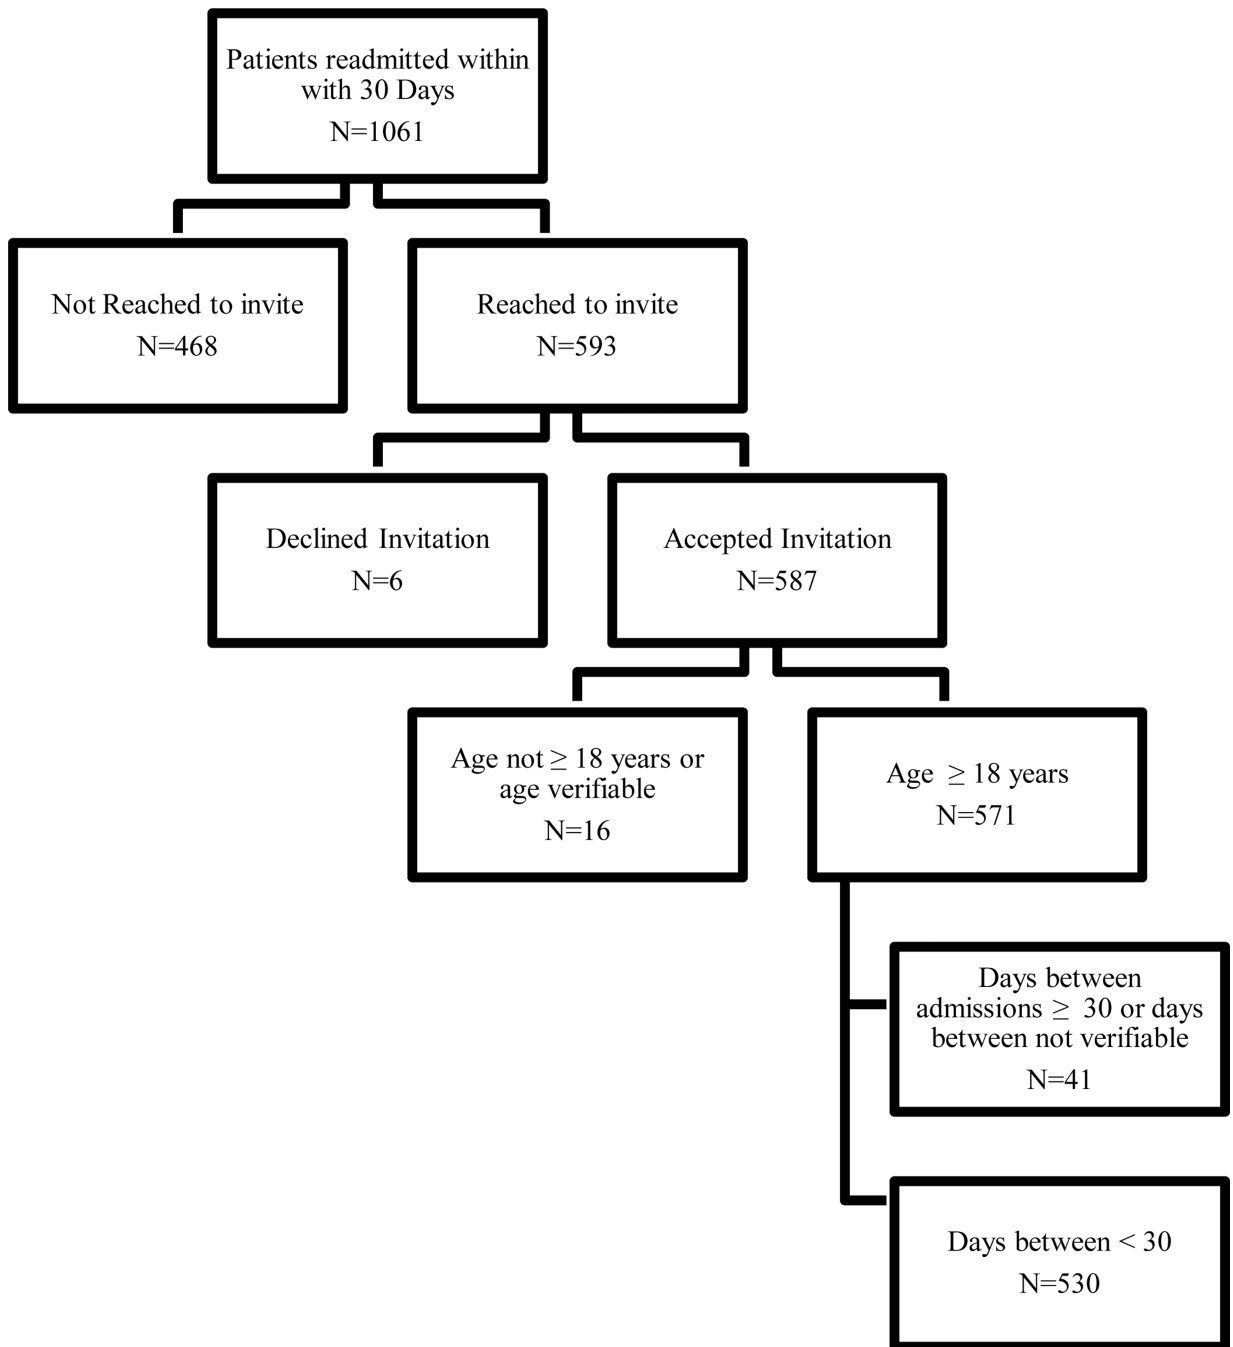 Patients readmitted within
with 30 Days
N=1061
Not Reached to invite
N=468
Reached to invite
N=593
Declined Invitation
N=6
Accepted Invitation
N=587
Age not ≥ 18 years or
age verifiable
N=16
Age ≥ 18 years
N=571
Days between
admissions ≥ 30 or days
between not verifiable
N=41
Days between < 30
N=530